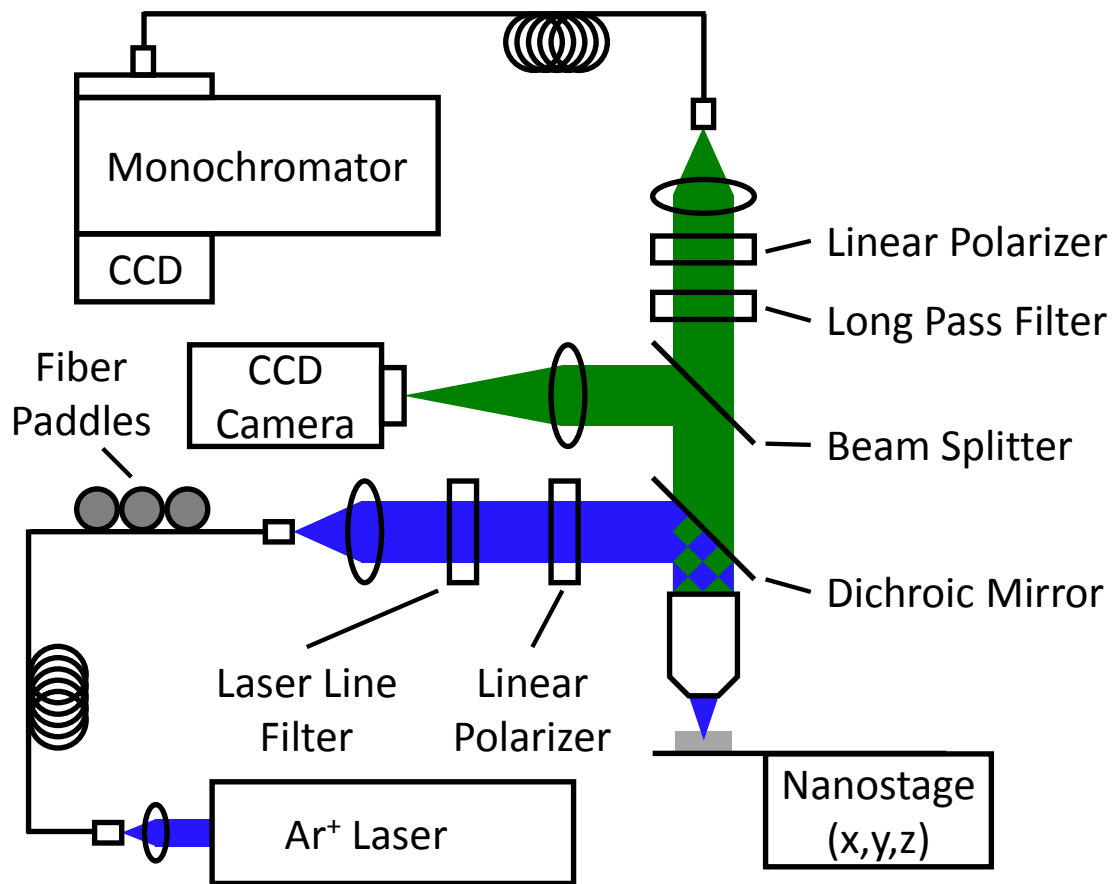 Monochromator
CCD
Linear Polarizer
Long Pass Filter
Fiber
Paddles
CCD
Camera
Beam Splitter
Dichroic Mirror
Laser Line
Filter
Linear
Polarizer
Ar⁺ Laser
Nanostage
(x,y,z)